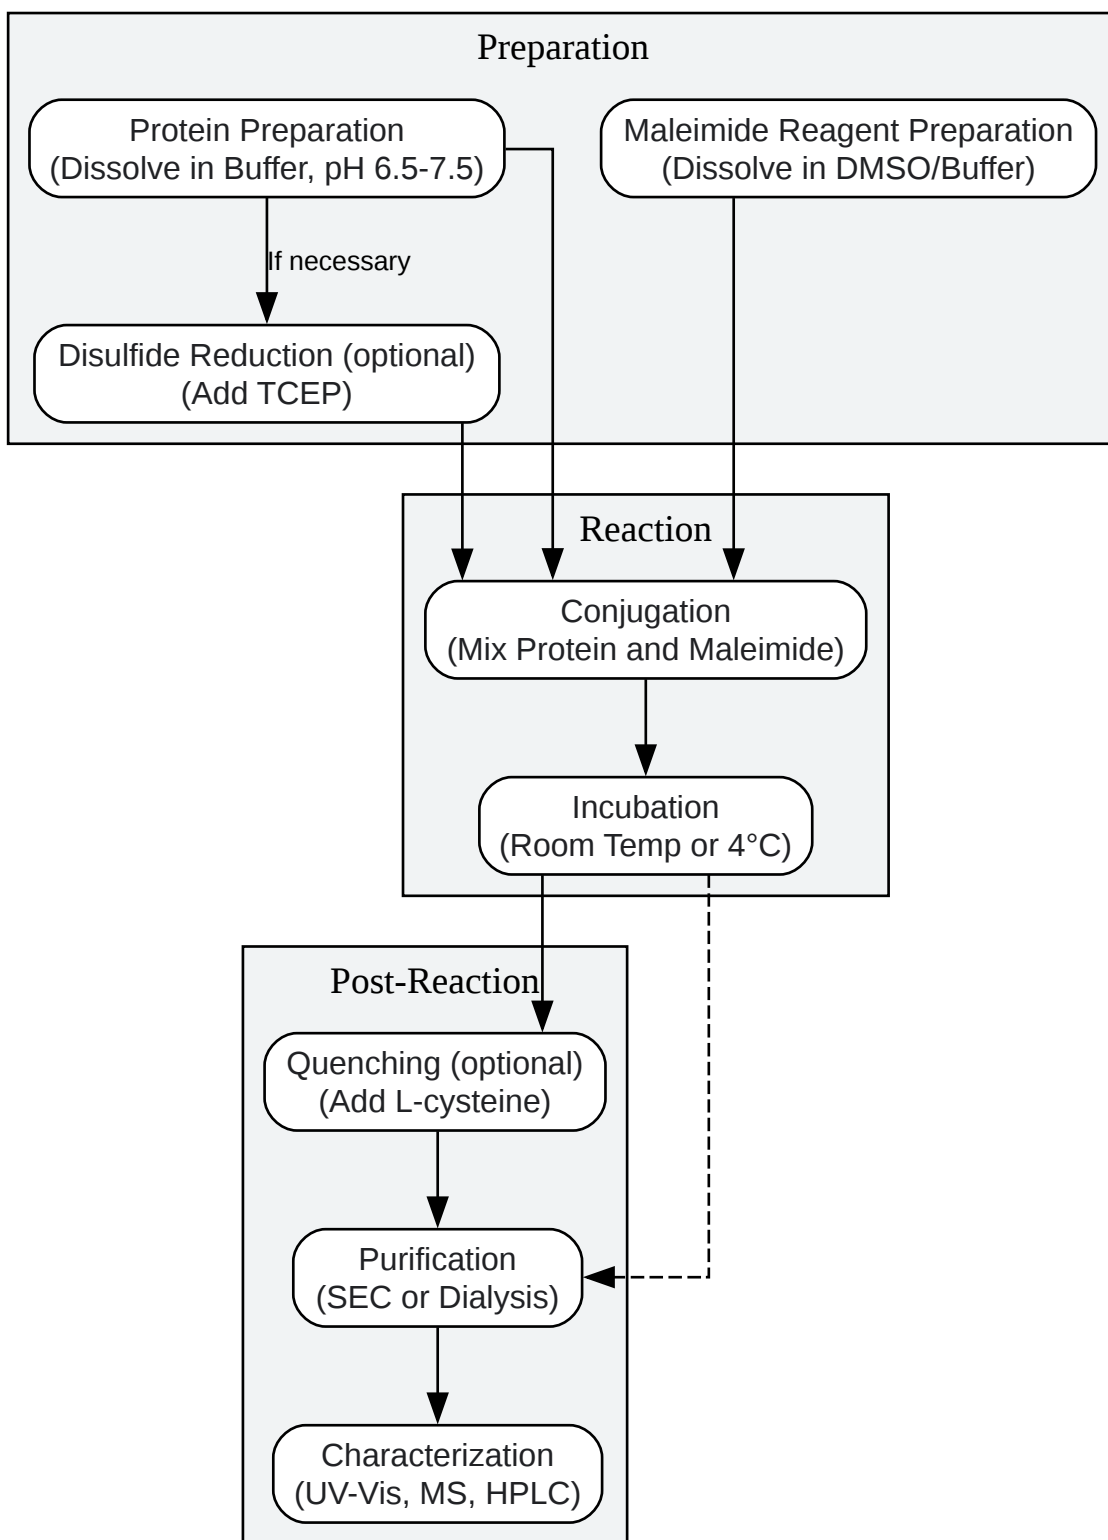 Preparation
Protein Preparation
(Dissolve in Buffer, pH 6.5-7.5)
Maleimide Reagent Preparation
(Dissolve in DMSO/Buffer)
If necessary
Disulfide Reduction (optional)
(Add TCEP)
Reaction
Conjugation
(Mix Protein and Maleimide)
Incubation
(Room Temp or 4°C)
Post-Reaction
Quenching (optional)
(Add L-cysteine)
Purification
(SEC or Dialysis)
Characterization
(UV-Vis, MS, HPLC)